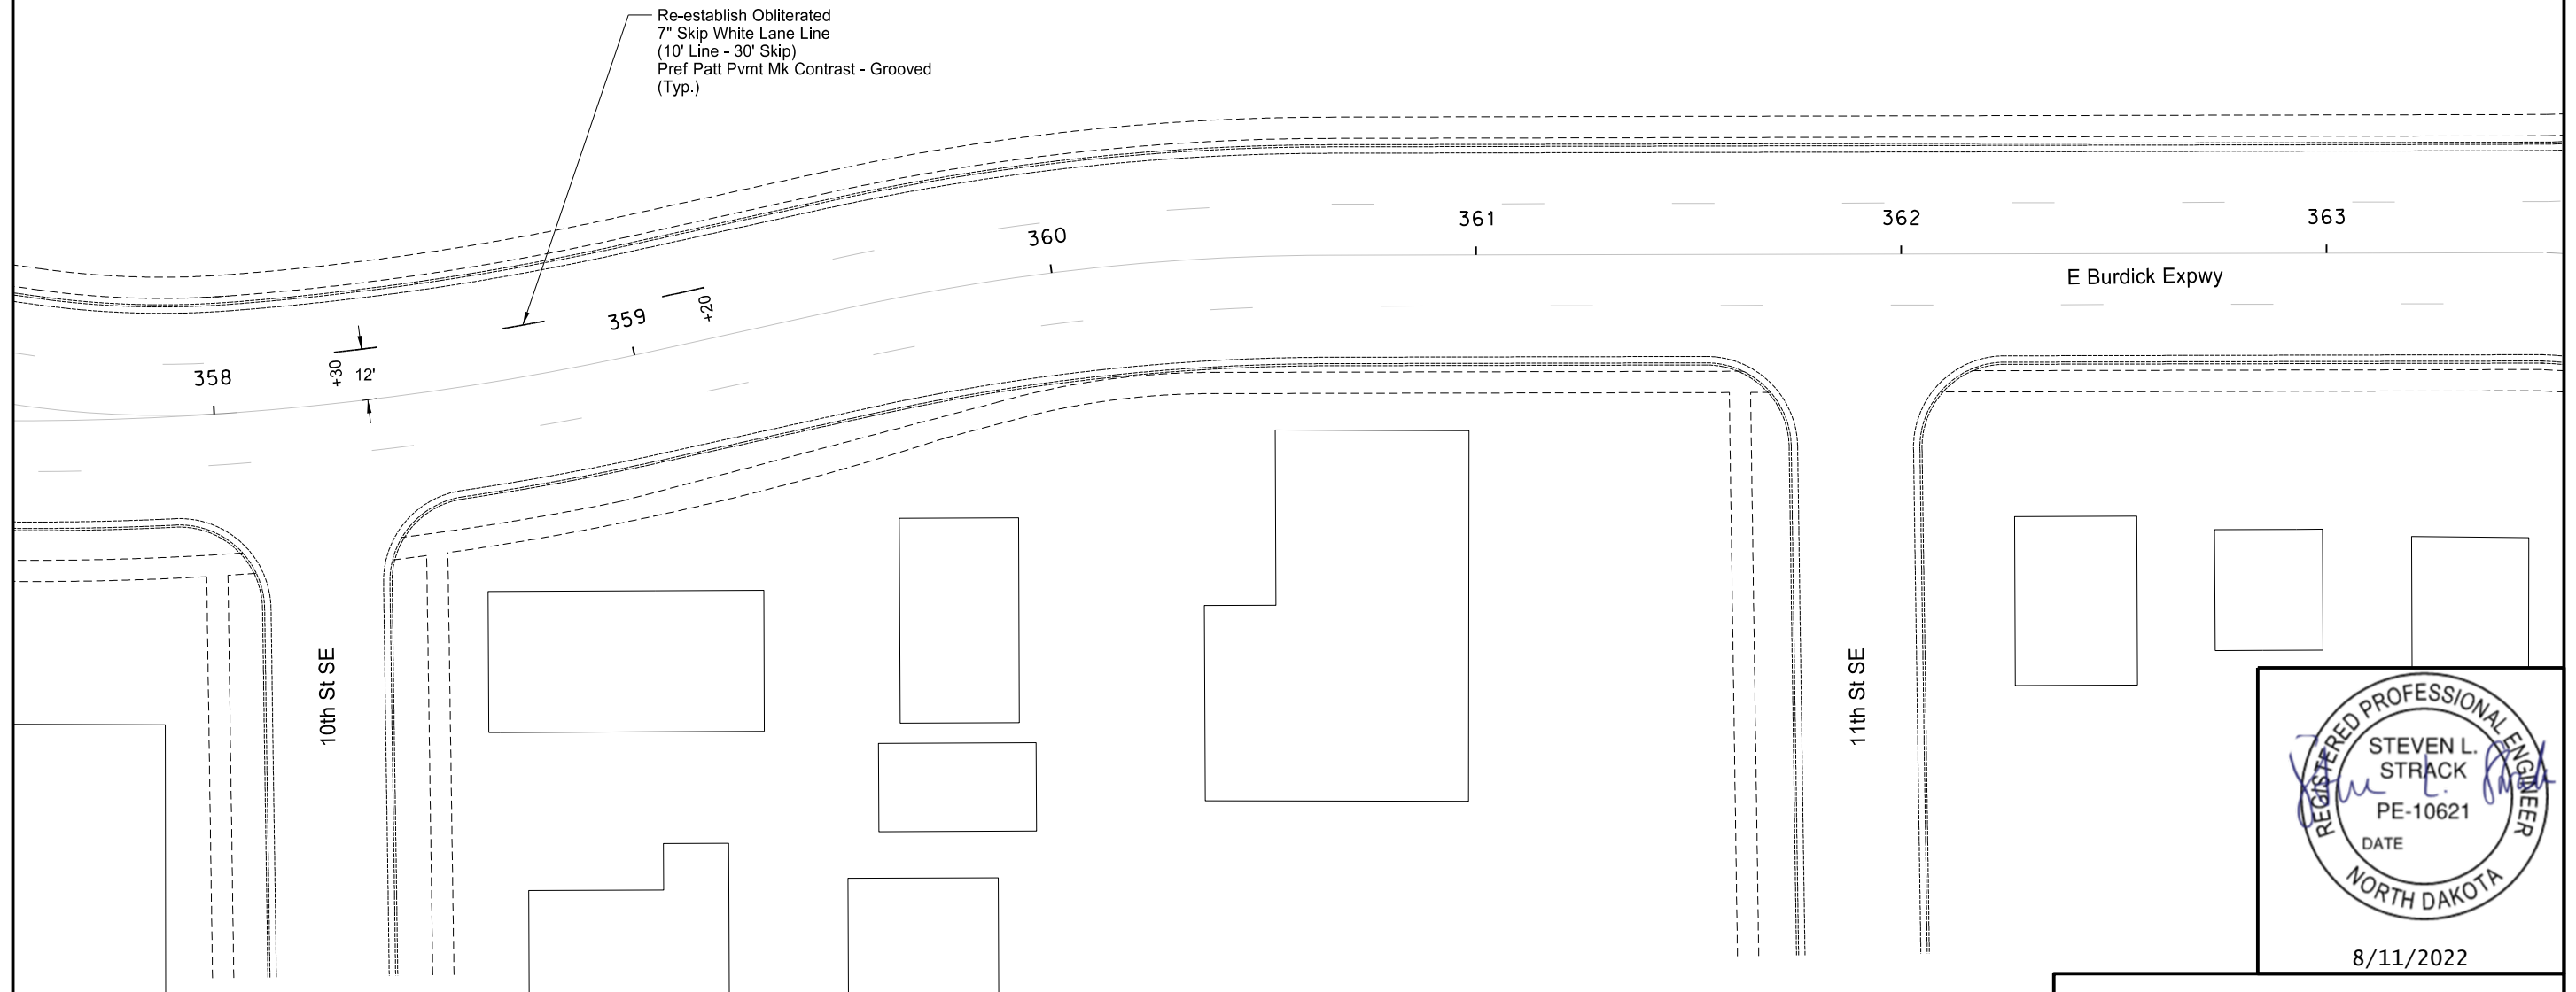 Re-establish Obliterated
7" Skip White Lane Line
(10' Line - 30' Skip)
Pref Patt Pvmt Mk Contrast - Grooved
(Typ.)
358
+30
12'
359
+20
360
361
362
363
E Burdick Expwy
10th St SE
11th St SE
REGISTERED PROFESSIONAL ENGINEER
STEVEN L.
STRACK
PE-10621
DATE
NORTH DAKOTA
Steven L. Strack
8/11/2022